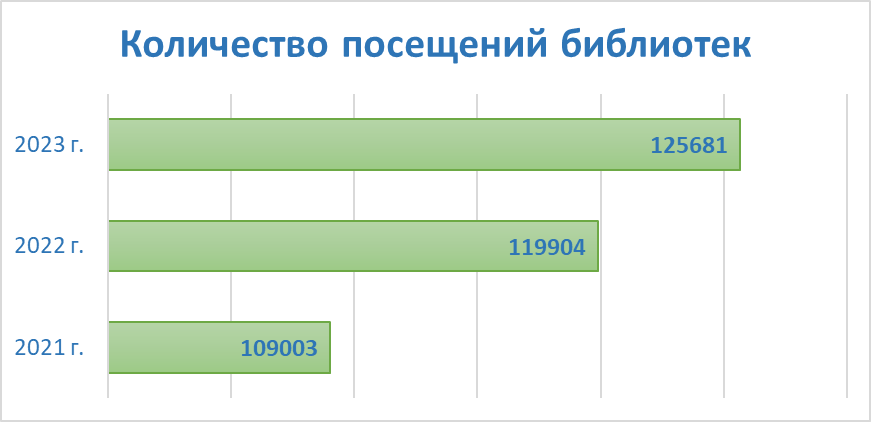 Количество посещений библиотек
2023 г.
125681
2022 г.
119904
2021 г.
109003